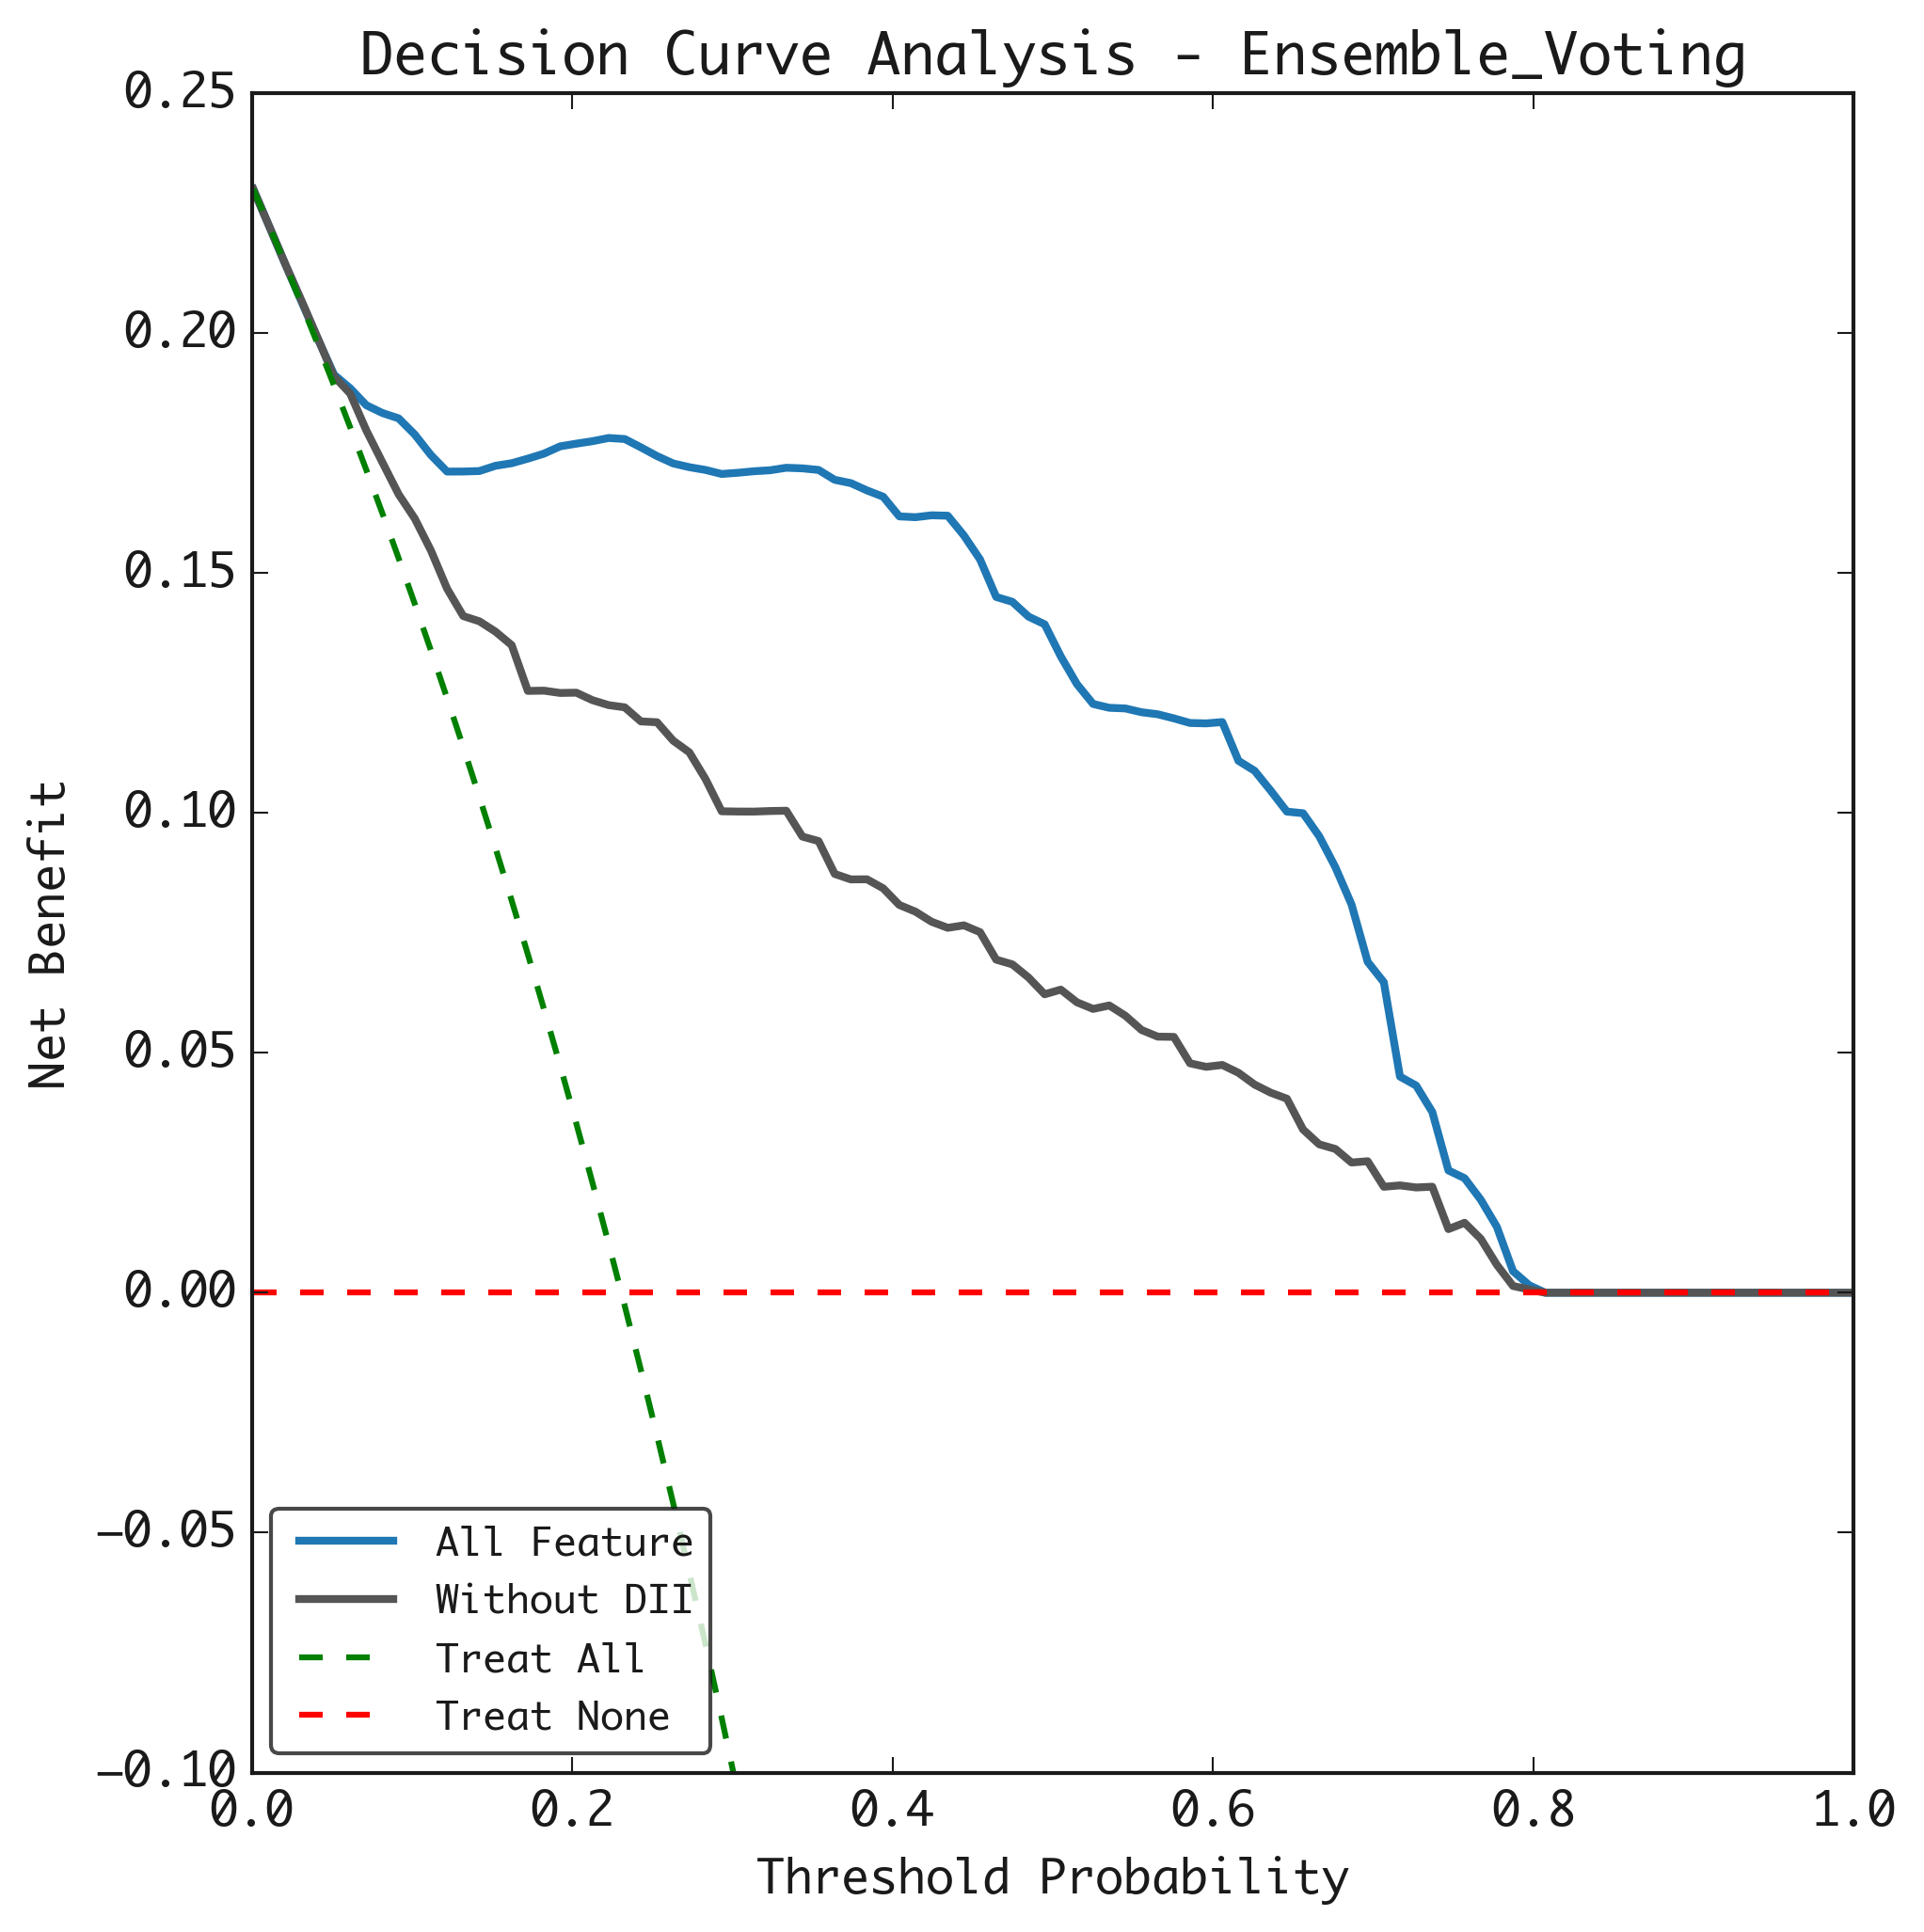 Decision Curve Analysis - Ensemble_Voting
0.25
0.20
0.15
0.10
0.05
0.00
−0.05
−0.10
Net Benefit
All Feature
Without DII
Treat All
Treat None
0.0 0.2 0.4 0.6 0.8 1.0
Threshold Probability